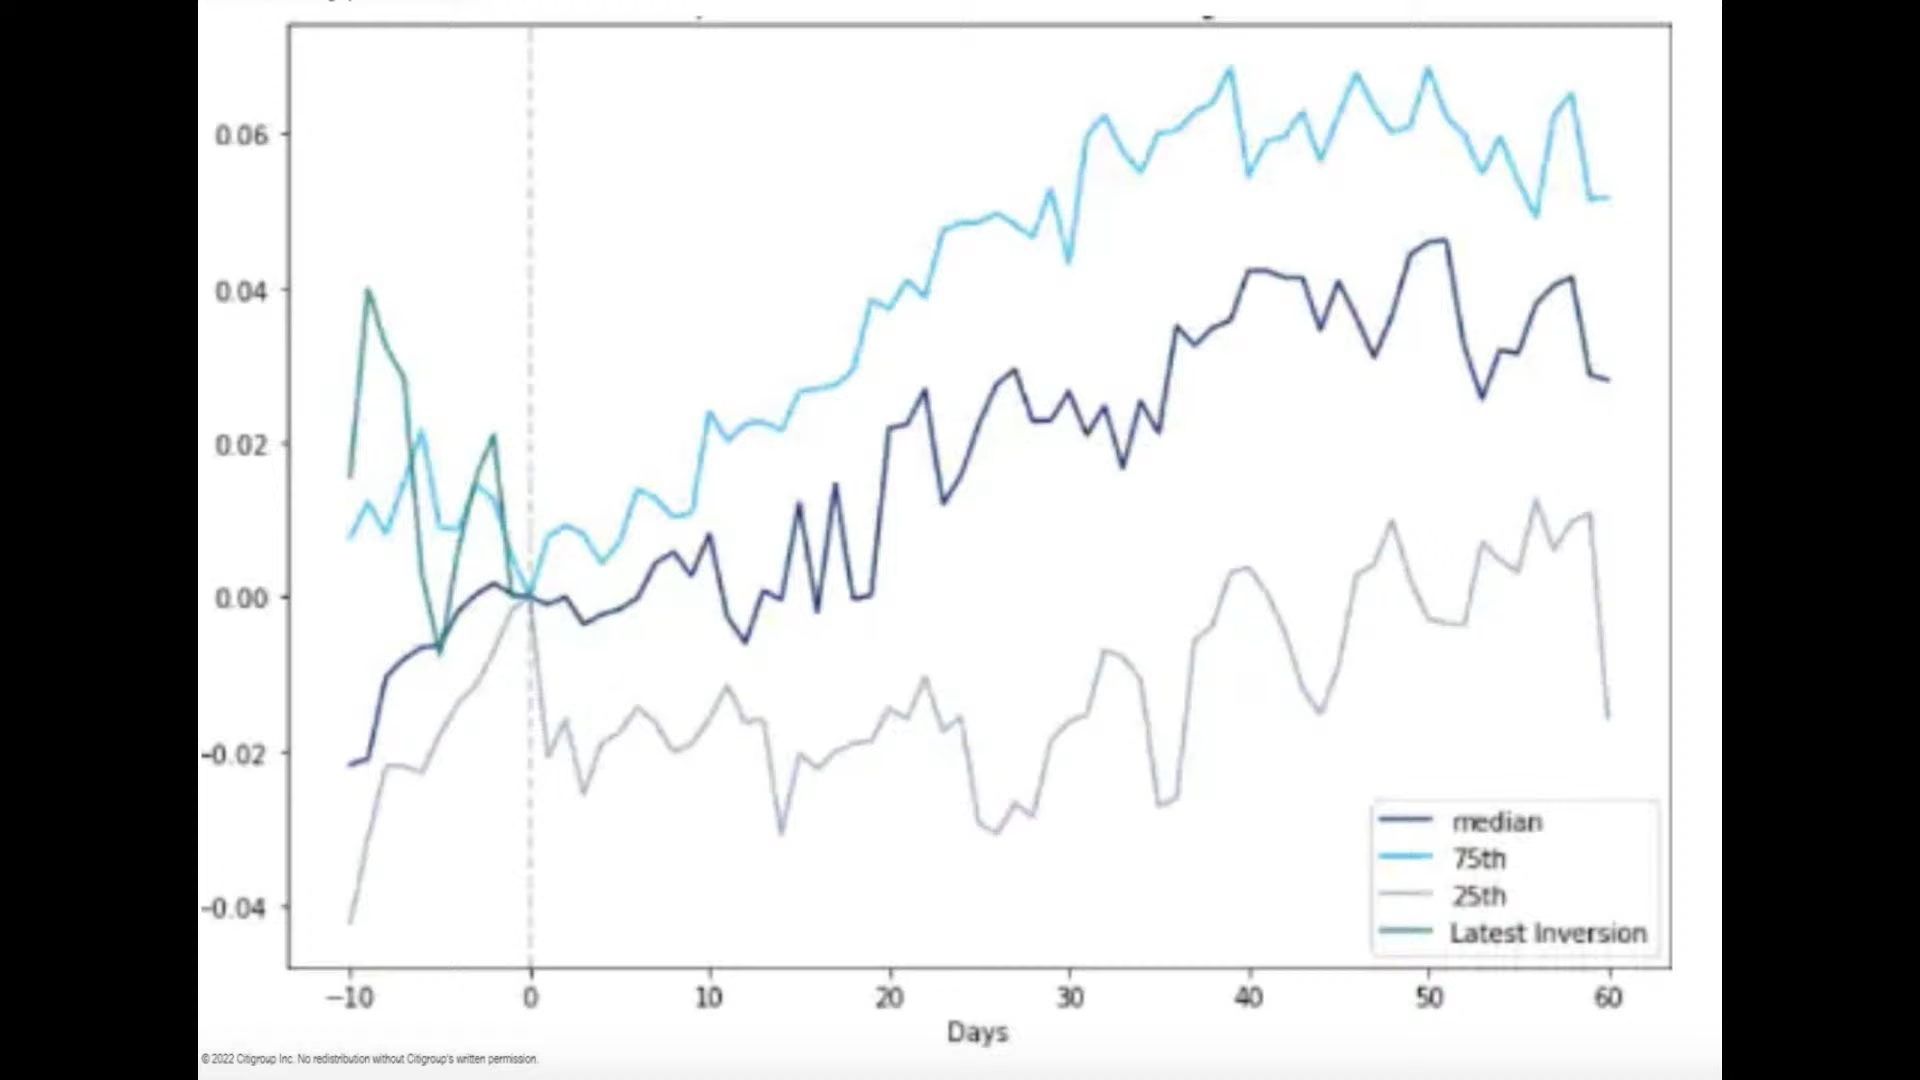 0.06
0.04
0.02
0.00
-0.02
-0.04
-10 0 10 20 30 40 50 60
Days
median
75th
25th
Latest Inversion
© 2022 Citigroup Inc. No redistribution without Citigroup's written permission.